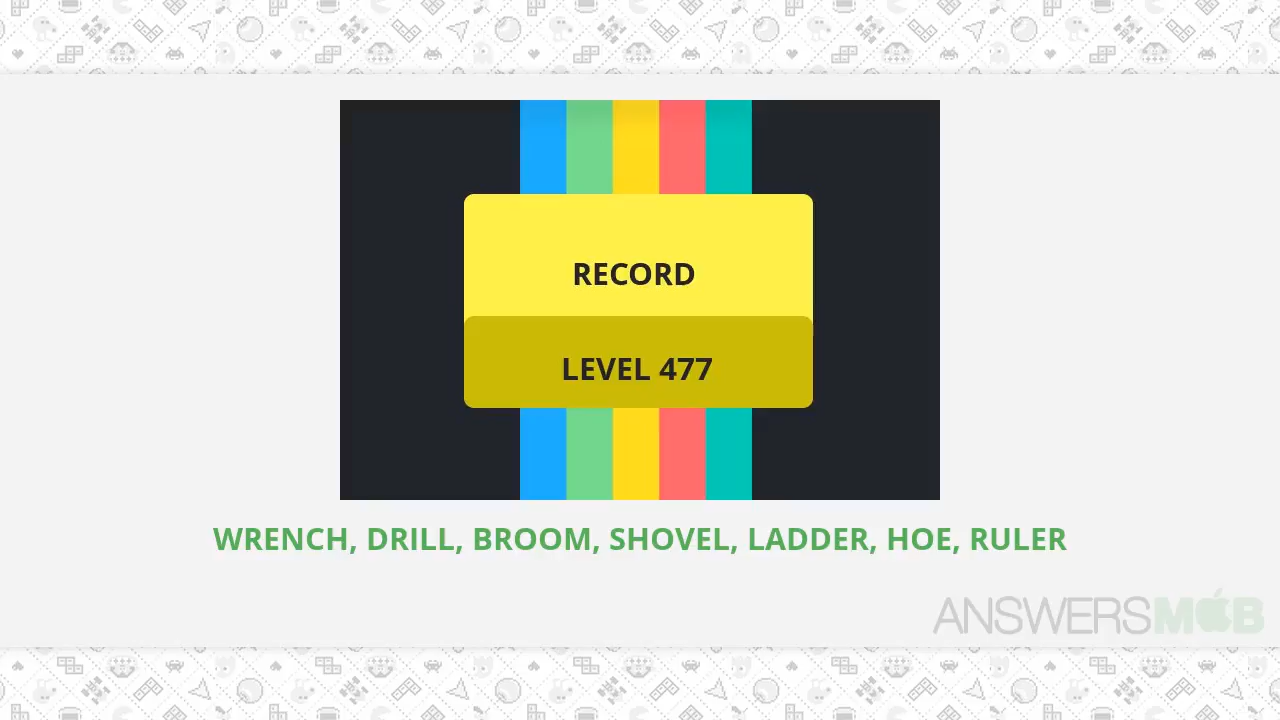 RECORD
LEVEL 477
WRENCH, DRILL, BROOM, SHOVEL, LADDER, HOE, RULER
ANSWERSMOB